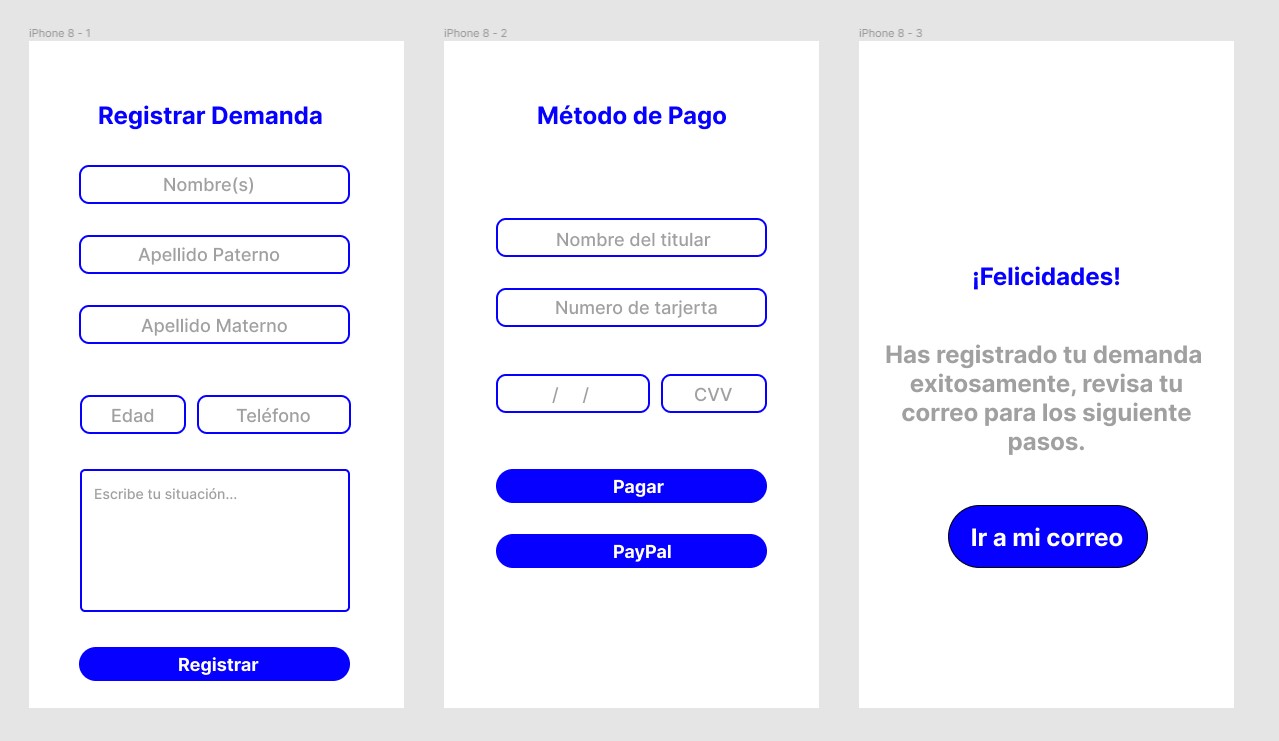 iPhone 8 - 1
Registrar Demanda
Nombre(s)
Apellido Paterno
Apellido Materno
Edad
Teléfono
Escribe tu situación...
Registrar
iPhone 8 - 2
Método de Pago
Nombre del titular
Numero de tarjerta
/ /
CVV
Pagar
PayPal
iPhone 8 - 3
¡Felicidades!
Has registrado tu demanda
exitosamente, revisa tu
correo para los siguiente
pasos.
Ir a mi correo